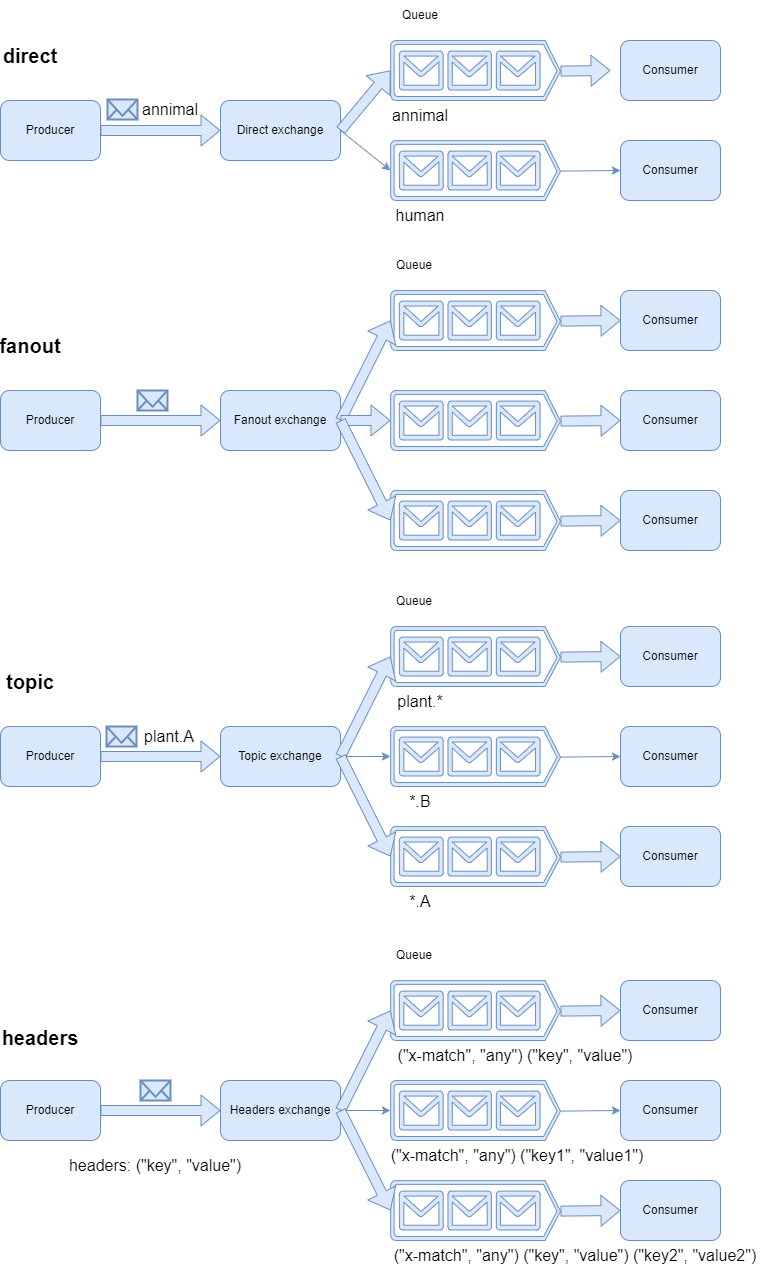 Queue
direct
Consumer
annimal
Producer
Direct exchange
annimal
Consumer
human
Queue
Consumer
fanout
Producer
Fanout exchange
Consumer
Consumer
Queue
Consumer
topic
plant.*
plant.A
Producer
Topic exchange
Consumer
*.B
Consumer
*.A
Queue
Consumer
headers
("x-match", "any") ("key", "value")
Producer
Headers exchange
Consumer
("x-match", "any") ("key1", "value1")
headers: ("key", "value")
Consumer
("x-match", "any") ("key", "value") ("key2", "value2")